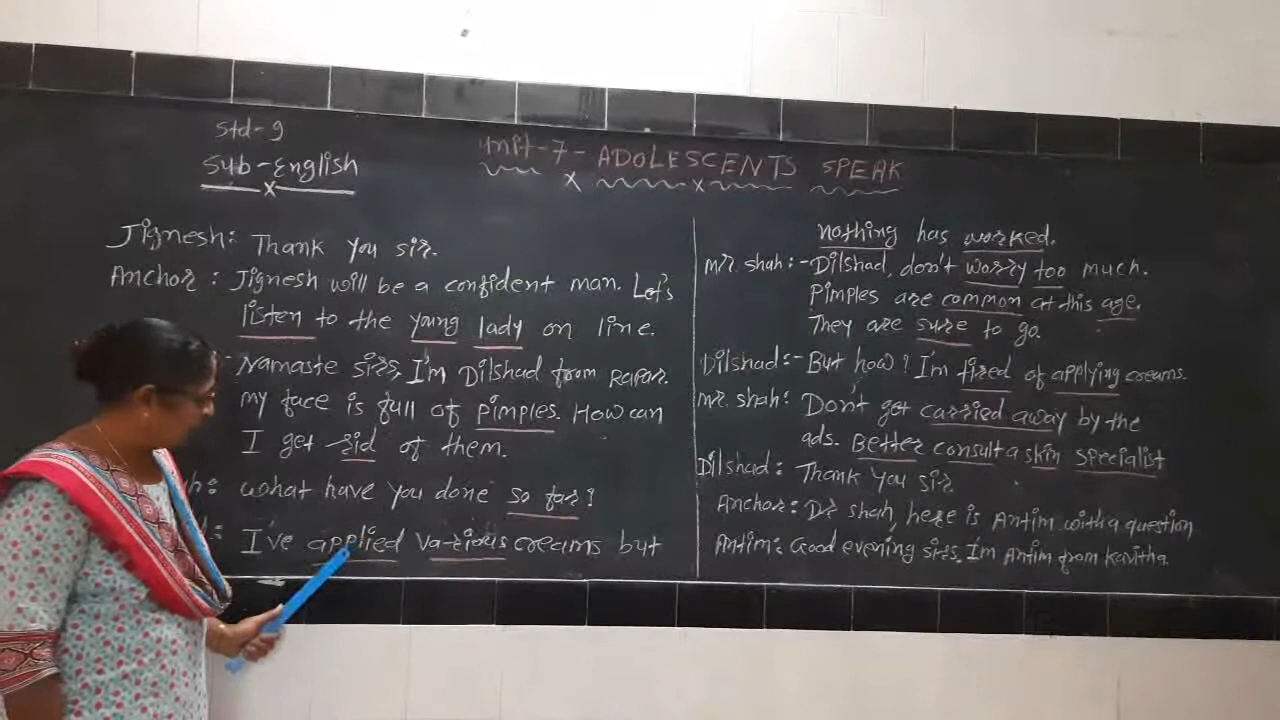 Std-9
Sub-English
Unit-7- ADOLESCENTS SPEAK
Jignesh: Thank you sir.
Anchor: Jignesh will be a confident man. Let's
listen to the young lady on line.
- Namaste sirs, I'm Dilshad from Rapar.
my face is full of pimples. How can
I get rid of them.
h: what have you done so far?
: I've applied various creams but
nothing has worked.
Mr. shah:- Dilshad, don't worry too much.
Pimples are common at this age.
They are sure to go.
Dilshad:- But how? I'm tired of applying creams.
Mr. shah: Don't get carried away by the
ads. Better consult a skin specialist
Dilshad: Thank you sir
Anchor: Dr shah, here is Antim with a question
Antim: Good evening sirs. I'm Antim from Kavitha.